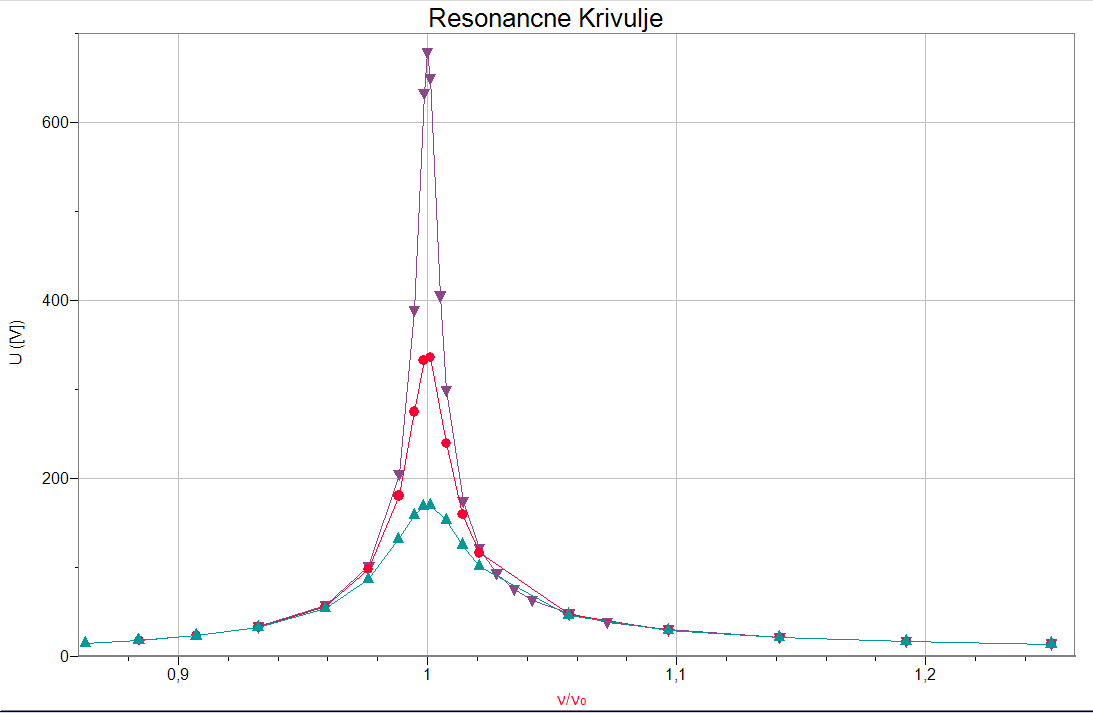 Resonancne Krivulje
600
400
200
0
U ([V])
0,9
1
1,1
1,2
ν/ν₀